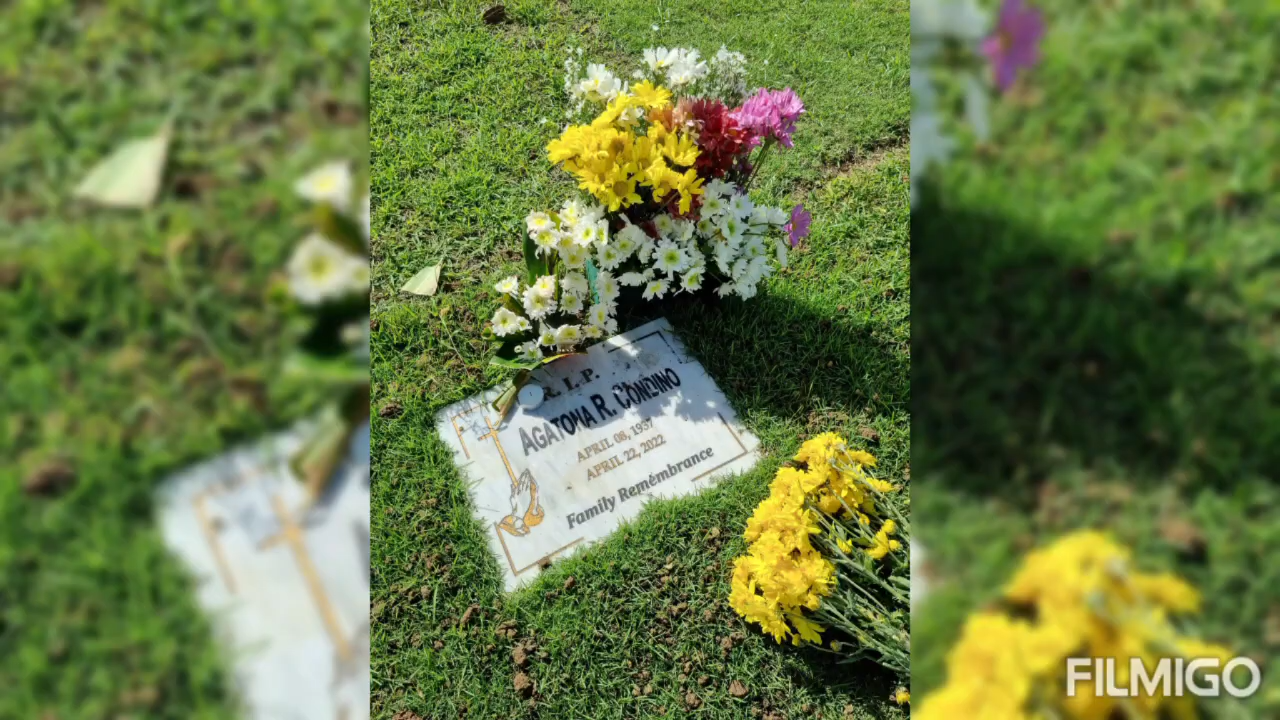 R. I. P.
AGATONA R. CONDINO
APRIL 08, 1937
APRIL 22, 2022
Family Remembrance
FILMIGO